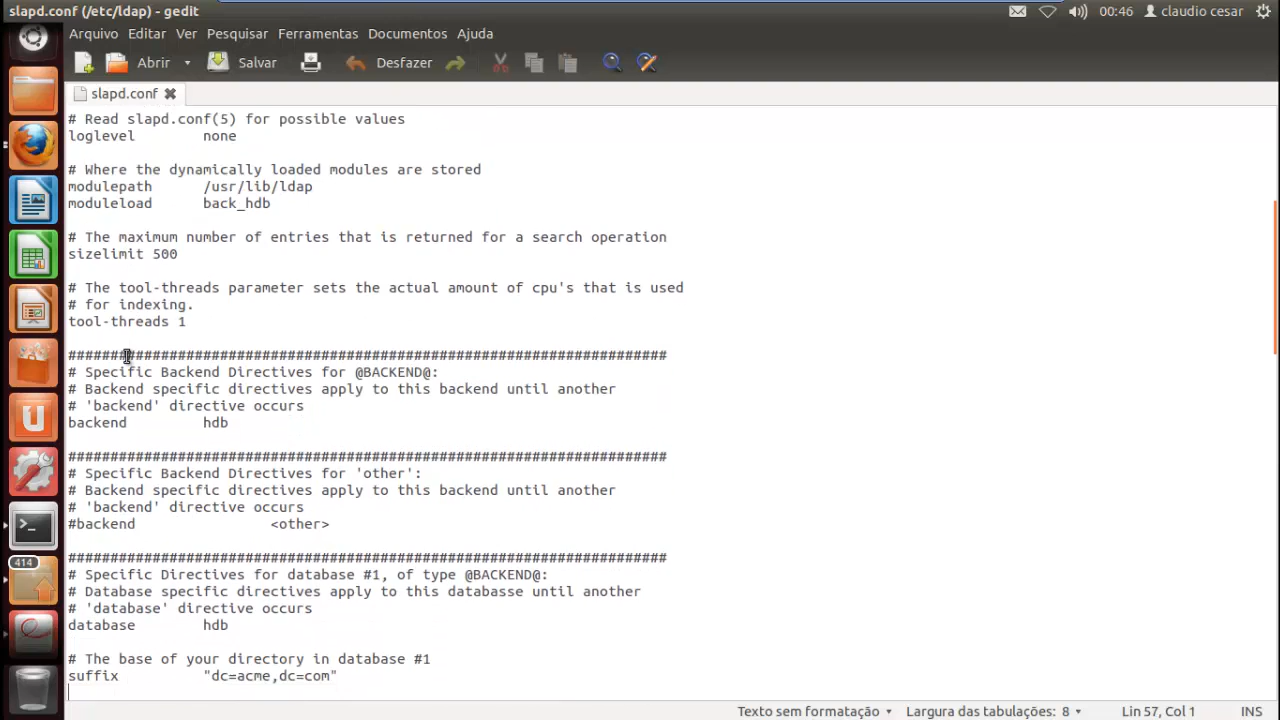 slapd.conf (/etc/ldap) - gedit
00:46 claudio cesar
Arquivo Editar Ver Pesquisar Ferramentas Documentos Ajuda
Abrir Salvar Desfazer
slapd.conf
# Read slapd.conf(5) for possible values
loglevel none
# Where the dynamically loaded modules are stored
modulepath /usr/lib/ldap
moduleload back_hdb
# The maximum number of entries that is returned for a search operation
sizelimit 500
# The tool-threads parameter sets the actual amount of cpu's that is used
# for indexing.
tool-threads 1
#######################################################################
# Specific Backend Directives for @BACKEND@:
# Backend specific directives apply to this backend until another
# 'backend' directive occurs
backend hdb
#######################################################################
# Specific Backend Directives for 'other':
# Backend specific directives apply to this backend until another
# 'backend' directive occurs
#backend <other>
#######################################################################
# Specific Directives for database #1, of type @BACKEND@:
# Database specific directives apply to this databasse until another
# 'database' directive occurs
database hdb
# The base of your directory in database #1
suffix "dc=acme,dc=com"
414
Texto sem formatação Largura das tabulações: 8 Lin 57, Col 1 INS